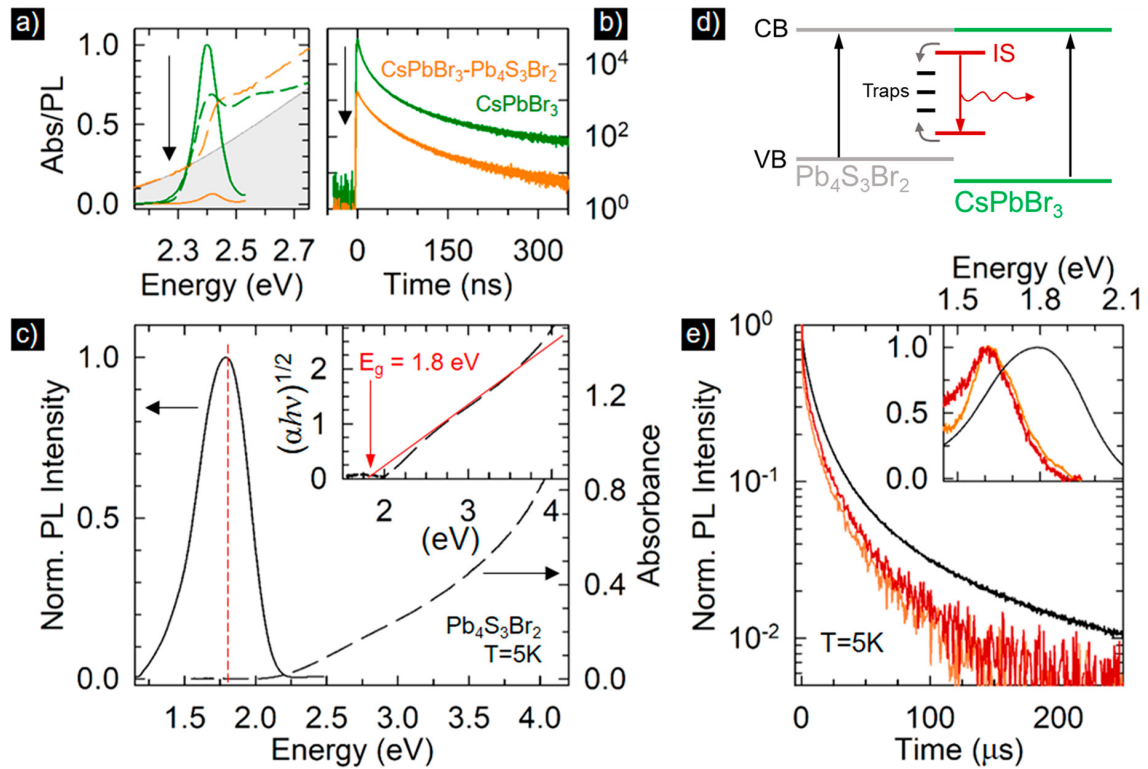 a)
1.0
0.5
0.0
Abs/PL
2.3 2.5 2.7
Energy (eV)
b)
CsPbBr₃-Pb₄S₃Br₂
CsPbBr₃
10⁴
10²
10⁰
0 150 300
Time (ns)
d)
CB
IS
Traps
VB
Pb₄S₃Br₂
CsPbBr₃
c)
1.0
0.5
0.0
Norm. PL Intensity
1.5 2.0 2.5 3.0 3.5 4.0
Energy (eV)
1.2
0.8
0.4
0.0
Absorbance
Pb₄S₃Br₂
T=5K
E_g = 1.8 eV
(αhν)^1/2
2
1
0
2 3 4
(eV)
e)
10⁰
10⁻¹
10⁻²
Norm. PL Intensity
T=5K
0 100 200
Time (μs)
Energy (eV)
1.5 1.8 2.1
1.0
0.5
0.0